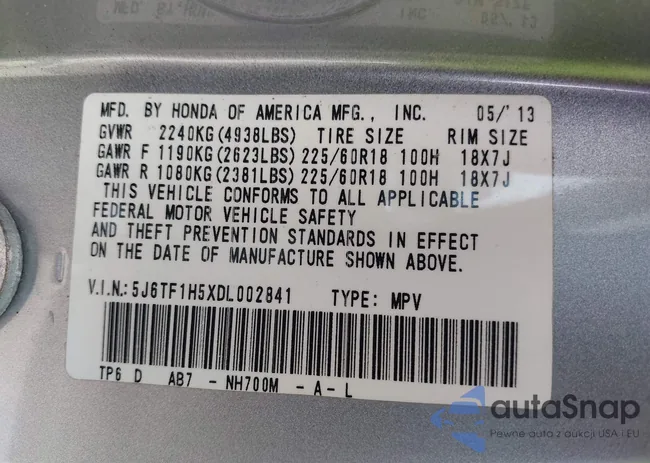 MFD. BY HONDA OF AMERICA MFG., INC. 05/'13
GVWR 2240KG(4938LBS) TIRE SIZE RIM SIZE
GAWR F 1190KG(2623LBS) 225/60R18 100H 18X7J
GAWR R 1080KG(2381LBS) 225/60R18 100H 18X7J
THIS VEHICLE CONFORMS TO ALL APPLICABLE
FEDERAL MOTOR VEHICLE SAFETY
AND THEFT PREVENTION STANDARDS IN EFFECT
ON THE DATE OF MANUFACTURE SHOWN ABOVE.
V.I.N.: 5J6TF1H5XDL002841 TYPE: MPV
TP6 D AB7 - NH700M - A - L
autaSnap
Pewne auta z aukcji USA i EU